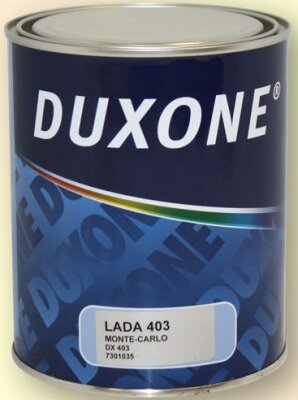 DUXONE®
LADA 403
MONTE-CARLO
DX 403
7301035